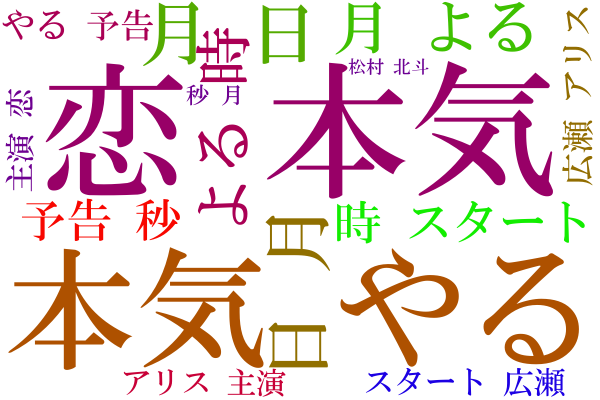 やる 予告
月 日
月 よる
時
松村 北斗
アリス
広瀬
主演 恋
恋
秒 月
本気
よる
予告 秒
日 月
時 スタート
本気 やる
アリス 主演
スタート 広瀬